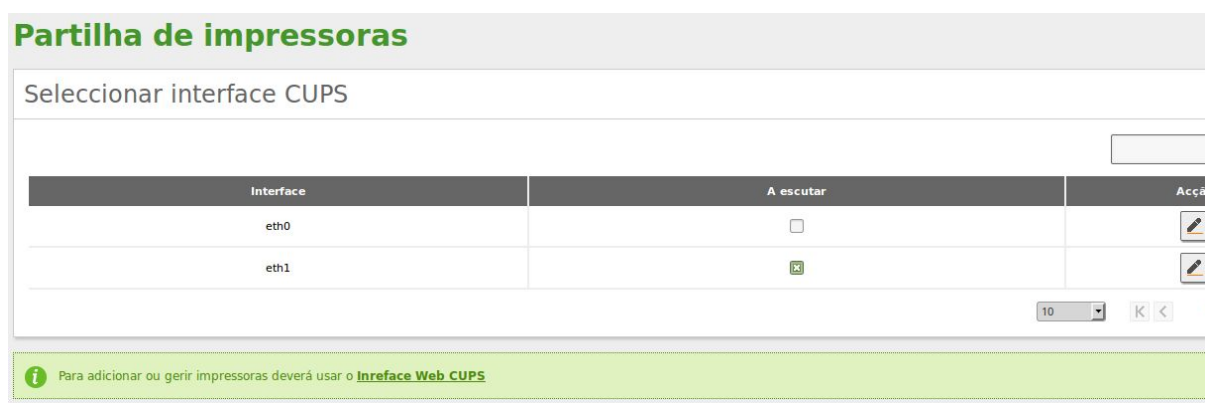 Partilha de impressoras
Seleccionar interface CUPS
Interface A escutar Acçã
eth0
eth1
10
Para adicionar ou gerir impressoras deverá usar o Inreface Web CUPS